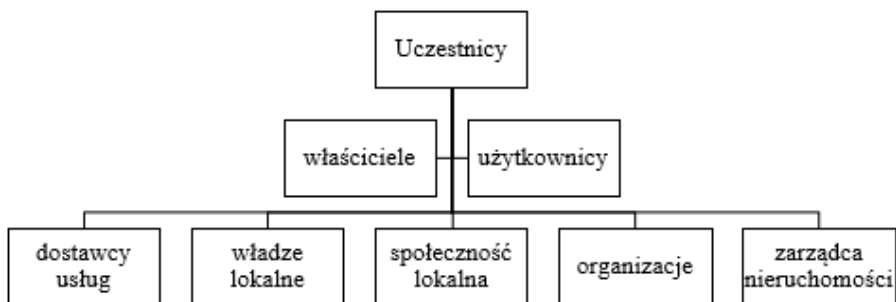 Uczestnicy
właściciele
użytkownicy
dostawcy
usług
władze
lokalne
społeczność
lokalna
organizacje
zarządca
nieruchomości